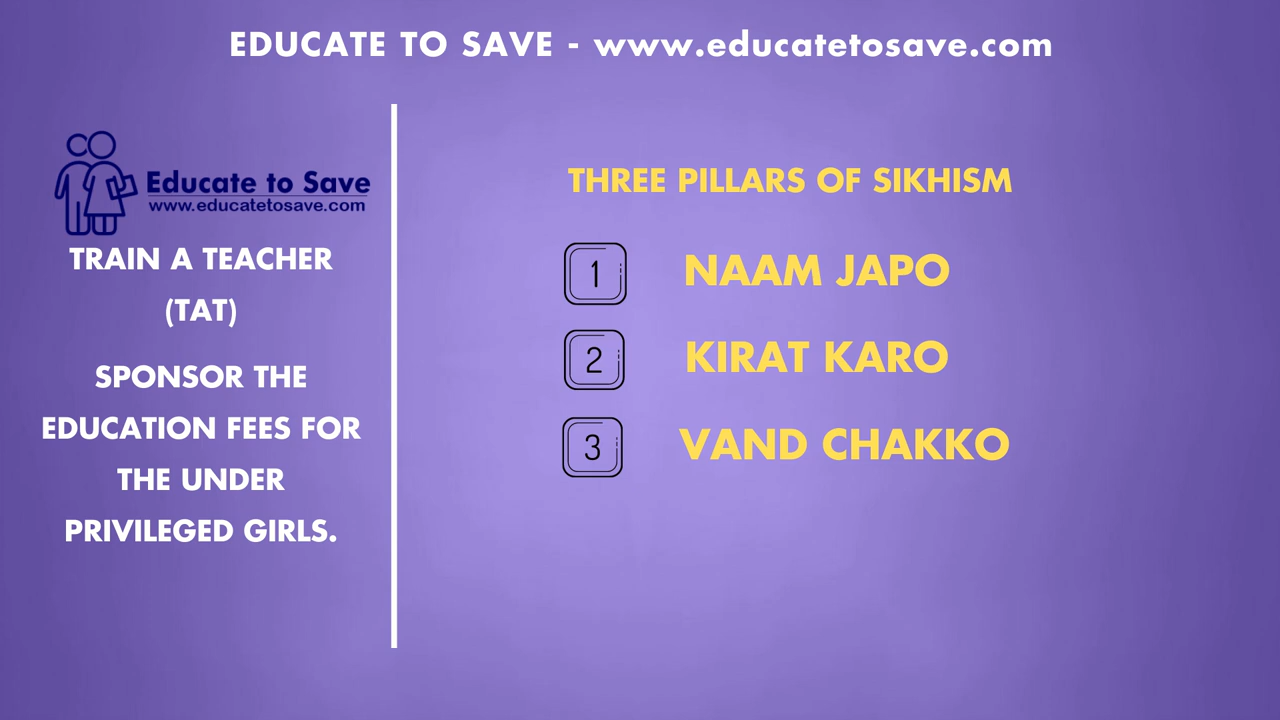 EDUCATE TO SAVE - www.educatetosave.com
Educate to Save
www.educatetosave.com
TRAIN A TEACHER
(TAT)
SPONSOR THE
EDUCATION FEES FOR
THE UNDER
PRIVILEGED GIRLS.
THREE PILLARS OF SIKHISM
1 NAAM JAPO
2 KIRAT KARO
3 VAND CHAKKO